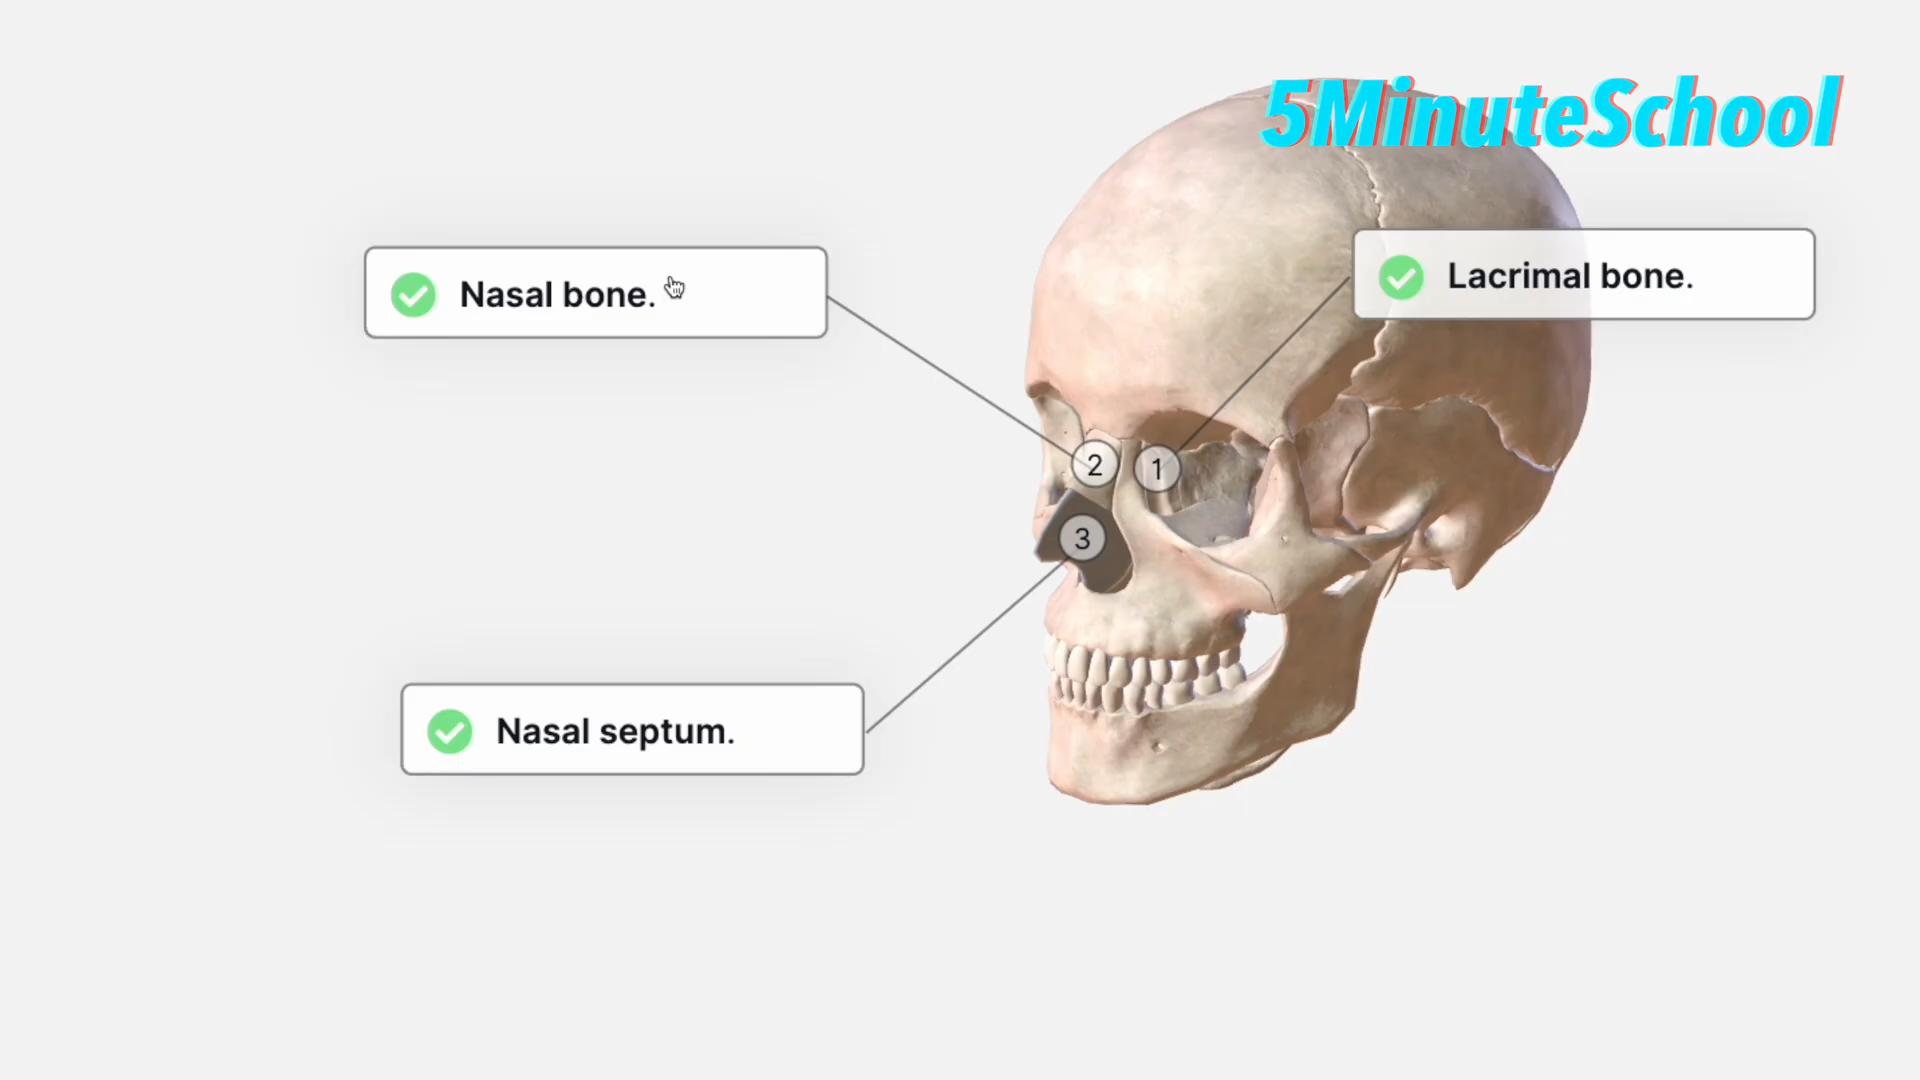 5MinuteSchool
Nasal bone.
Lacrimal bone.
2
1
3
Nasal septum.